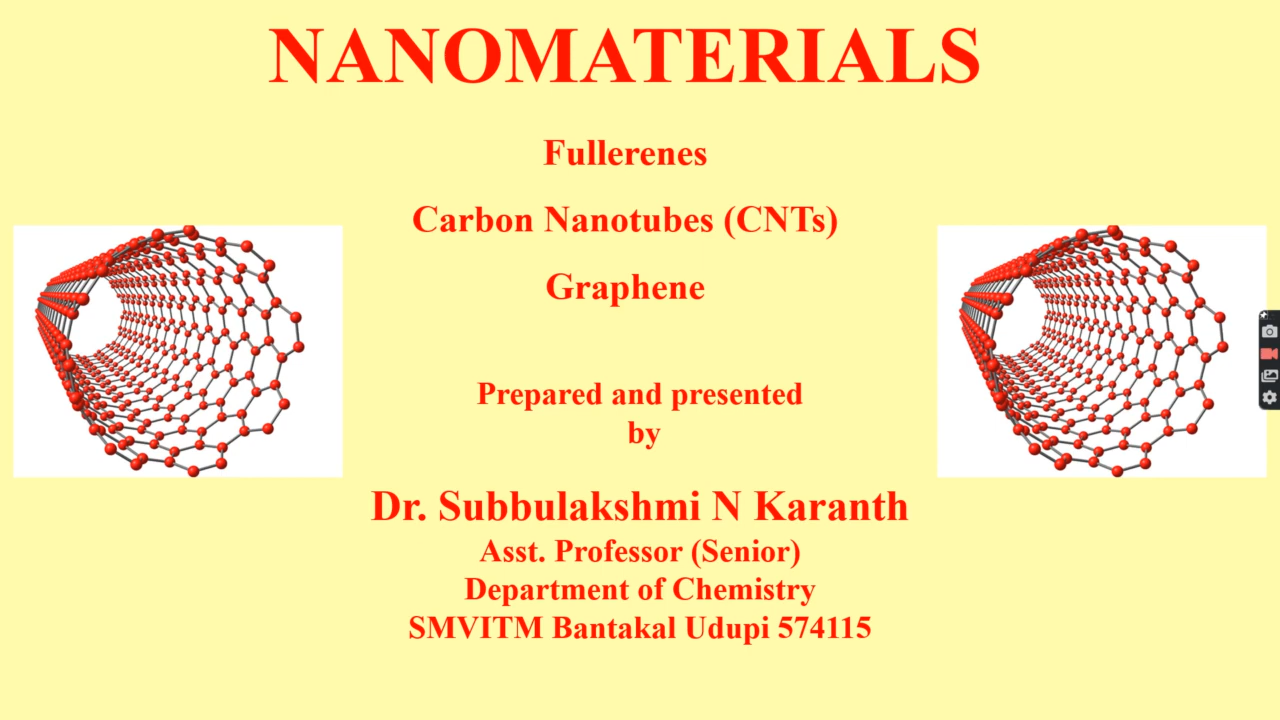 NANOMATERIALS
Fullerenes
Carbon Nanotubes (CNTs)
Graphene
Prepared and presented
by
Dr. Subbulakshmi N Karanth
Asst. Professor (Senior)
Department of Chemistry
SMVITM Bantakal Udupi 574115